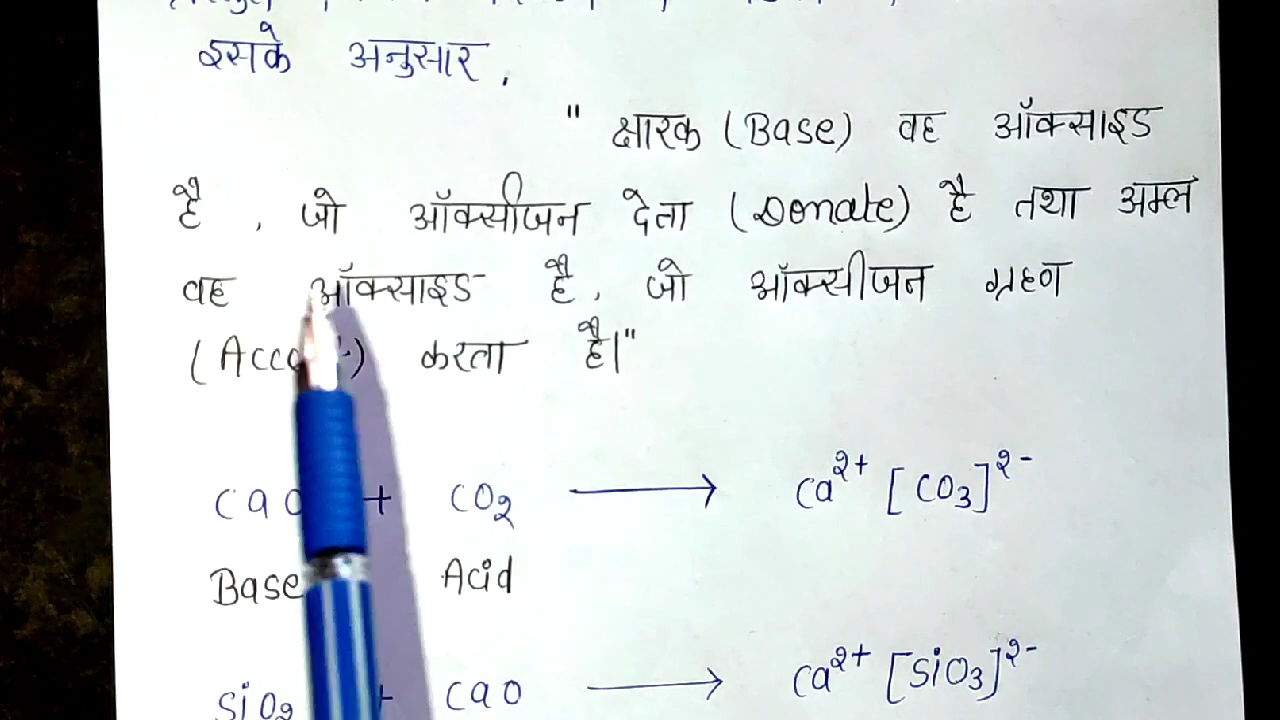 इसके अनुसार,
" क्षारक (Base) वह ऑक्साइड
है, जो ऑक्सीजन देता (Donate) है तथा अम्ल
वह ऑक्साइड है, जो ऑक्सीजन ग्रहण
करता है।"
CaO + CO₂ ⟶ Ca²⁺ [CO₃]²⁻
Base Acid
SiO₂ + CaO ⟶ Ca²⁺ [SiO₃]²⁻